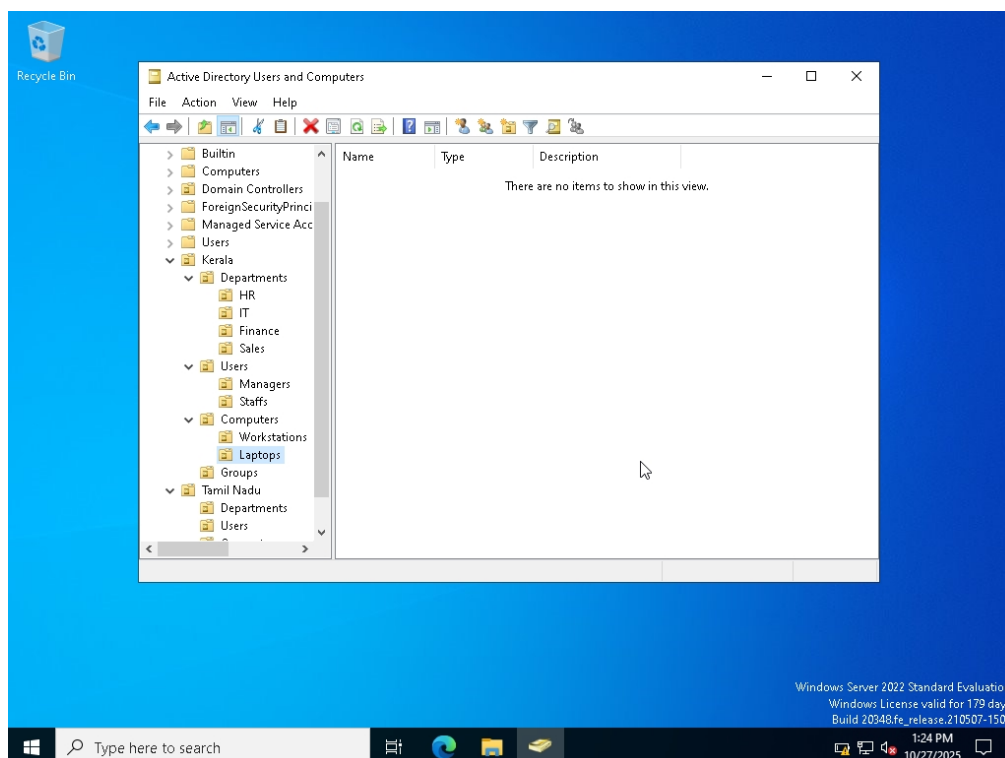 Recycle Bin
Active Directory Users and Computers
File Action View Help
Builtin
Computers
Domain Controllers
ForeignSecurityPrinci
Managed Service Acc
Users
Kerala
Departments
HR
IT
Finance
Sales
Users
Managers
Staffs
Computers
Workstations
Laptops
Groups
Tamil Nadu
Departments
Users
Name Type Description
There are no items to show in this view.
Windows Server 2022 Standard Evaluatio
Windows License valid for 179 day
Build 20348.fe_release.210507-150
Type here to search
1:24 PM
10/27/2025